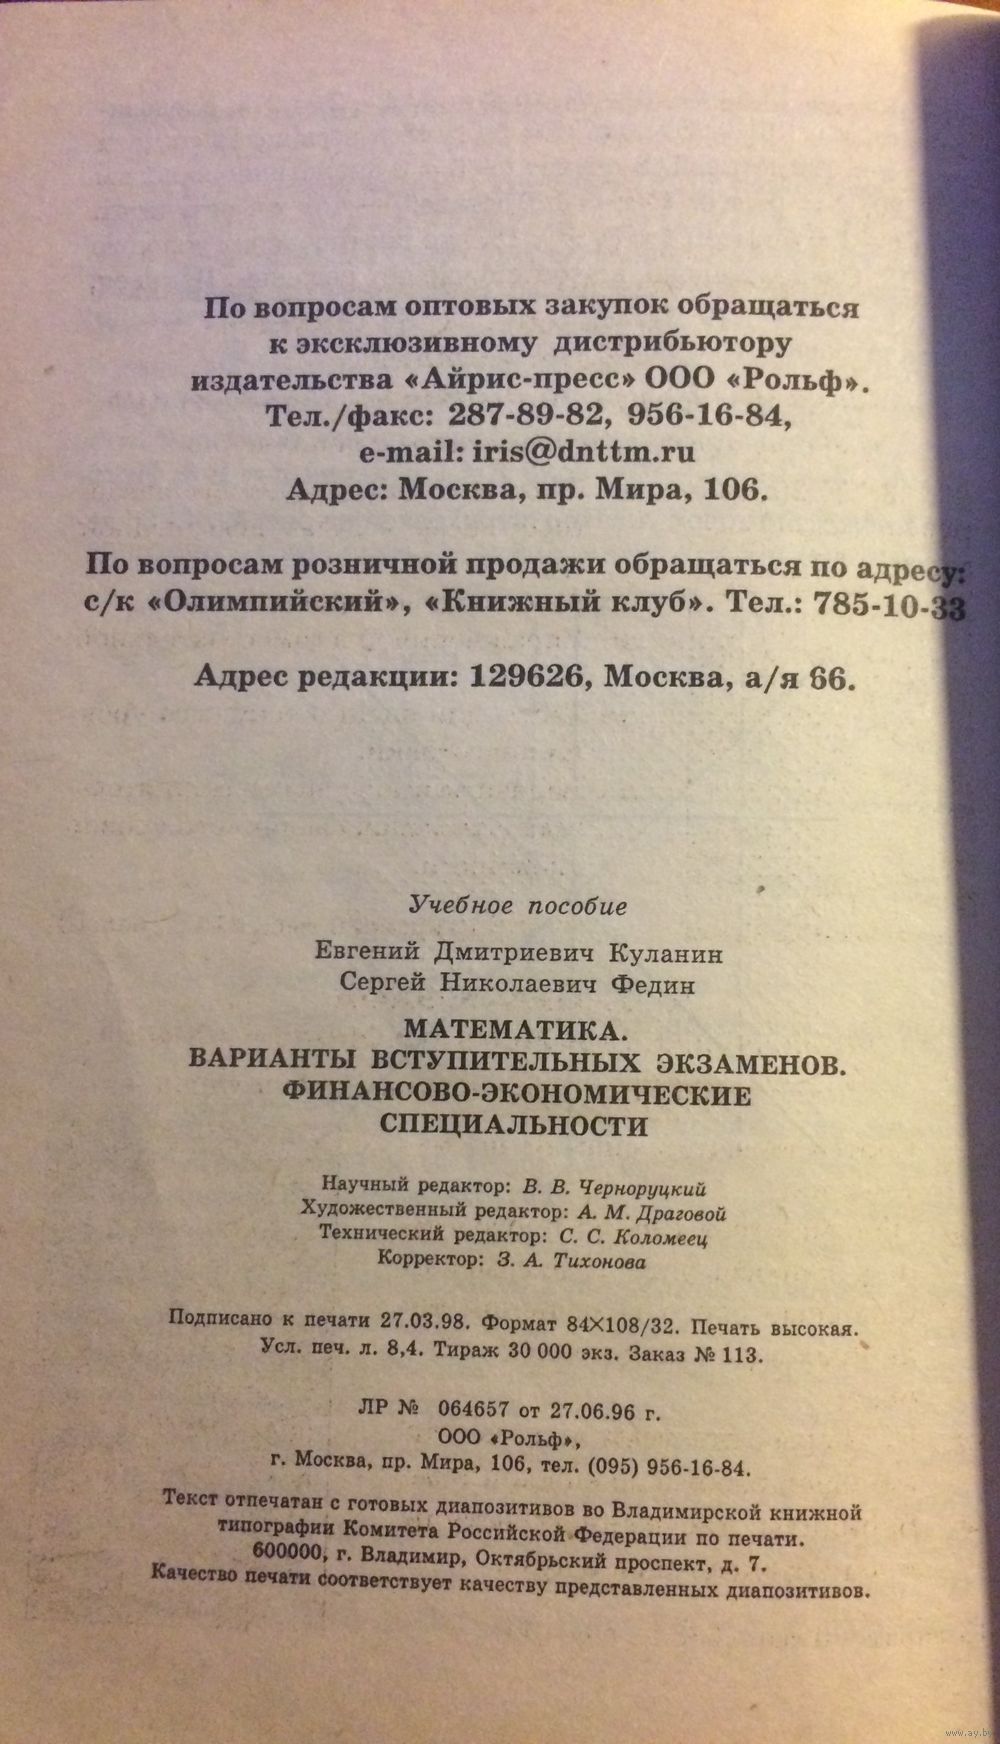 По вопросам оптовых закупок обращаться
к эксклюзивному дистрибьютору
издательства «Айрис-пресс» ООО «Рольф».
Тел./факс: 287-89-82, 956-16-84,
e-mail: iris@dnttm.ru
Адрес: Москва, пр. Мира, 106.
По вопросам розничной продажи обращаться по адресу:
с/к «Олимпийский», «Книжный клуб». Тел.: 785-10-33
Адрес редакции: 129626, Москва, а/я 66.
Учебное пособие
Евгений Дмитриевич Куланин
Сергей Николаевич Федин
МАТЕМАТИКА.
ВАРИАНТЫ ВСТУПИТЕЛЬНЫХ ЭКЗАМЕНОВ.
ФИНАНСОВО-ЭКОНОМИЧЕСКИЕ
СПЕЦИАЛЬНОСТИ
Научный редактор: В. В. Черноруцкий
Художественный редактор: А. М. Драговой
Технический редактор: С. С. Коломеец
Корректор: З. А. Тихонова
Подписано к печати 27.03.98. Формат 84×108/32. Печать высокая.
Усл. печ. л. 8,4. Тираж 30 000 экз. Заказ № 113.
ЛР № 064657 от 27.06.96 г.
ООО «Рольф»,
г. Москва, пр. Мира, 106, тел. (095) 956-16-84.
Текст отпечатан с готовых диапозитивов во Владимирской книжной
типографии Комитета Российской Федерации по печати.
600000, г. Владимир, Октябрьский проспект, д. 7.
Качество печати соответствует качеству представленных диапозитивов.
www.ay.by